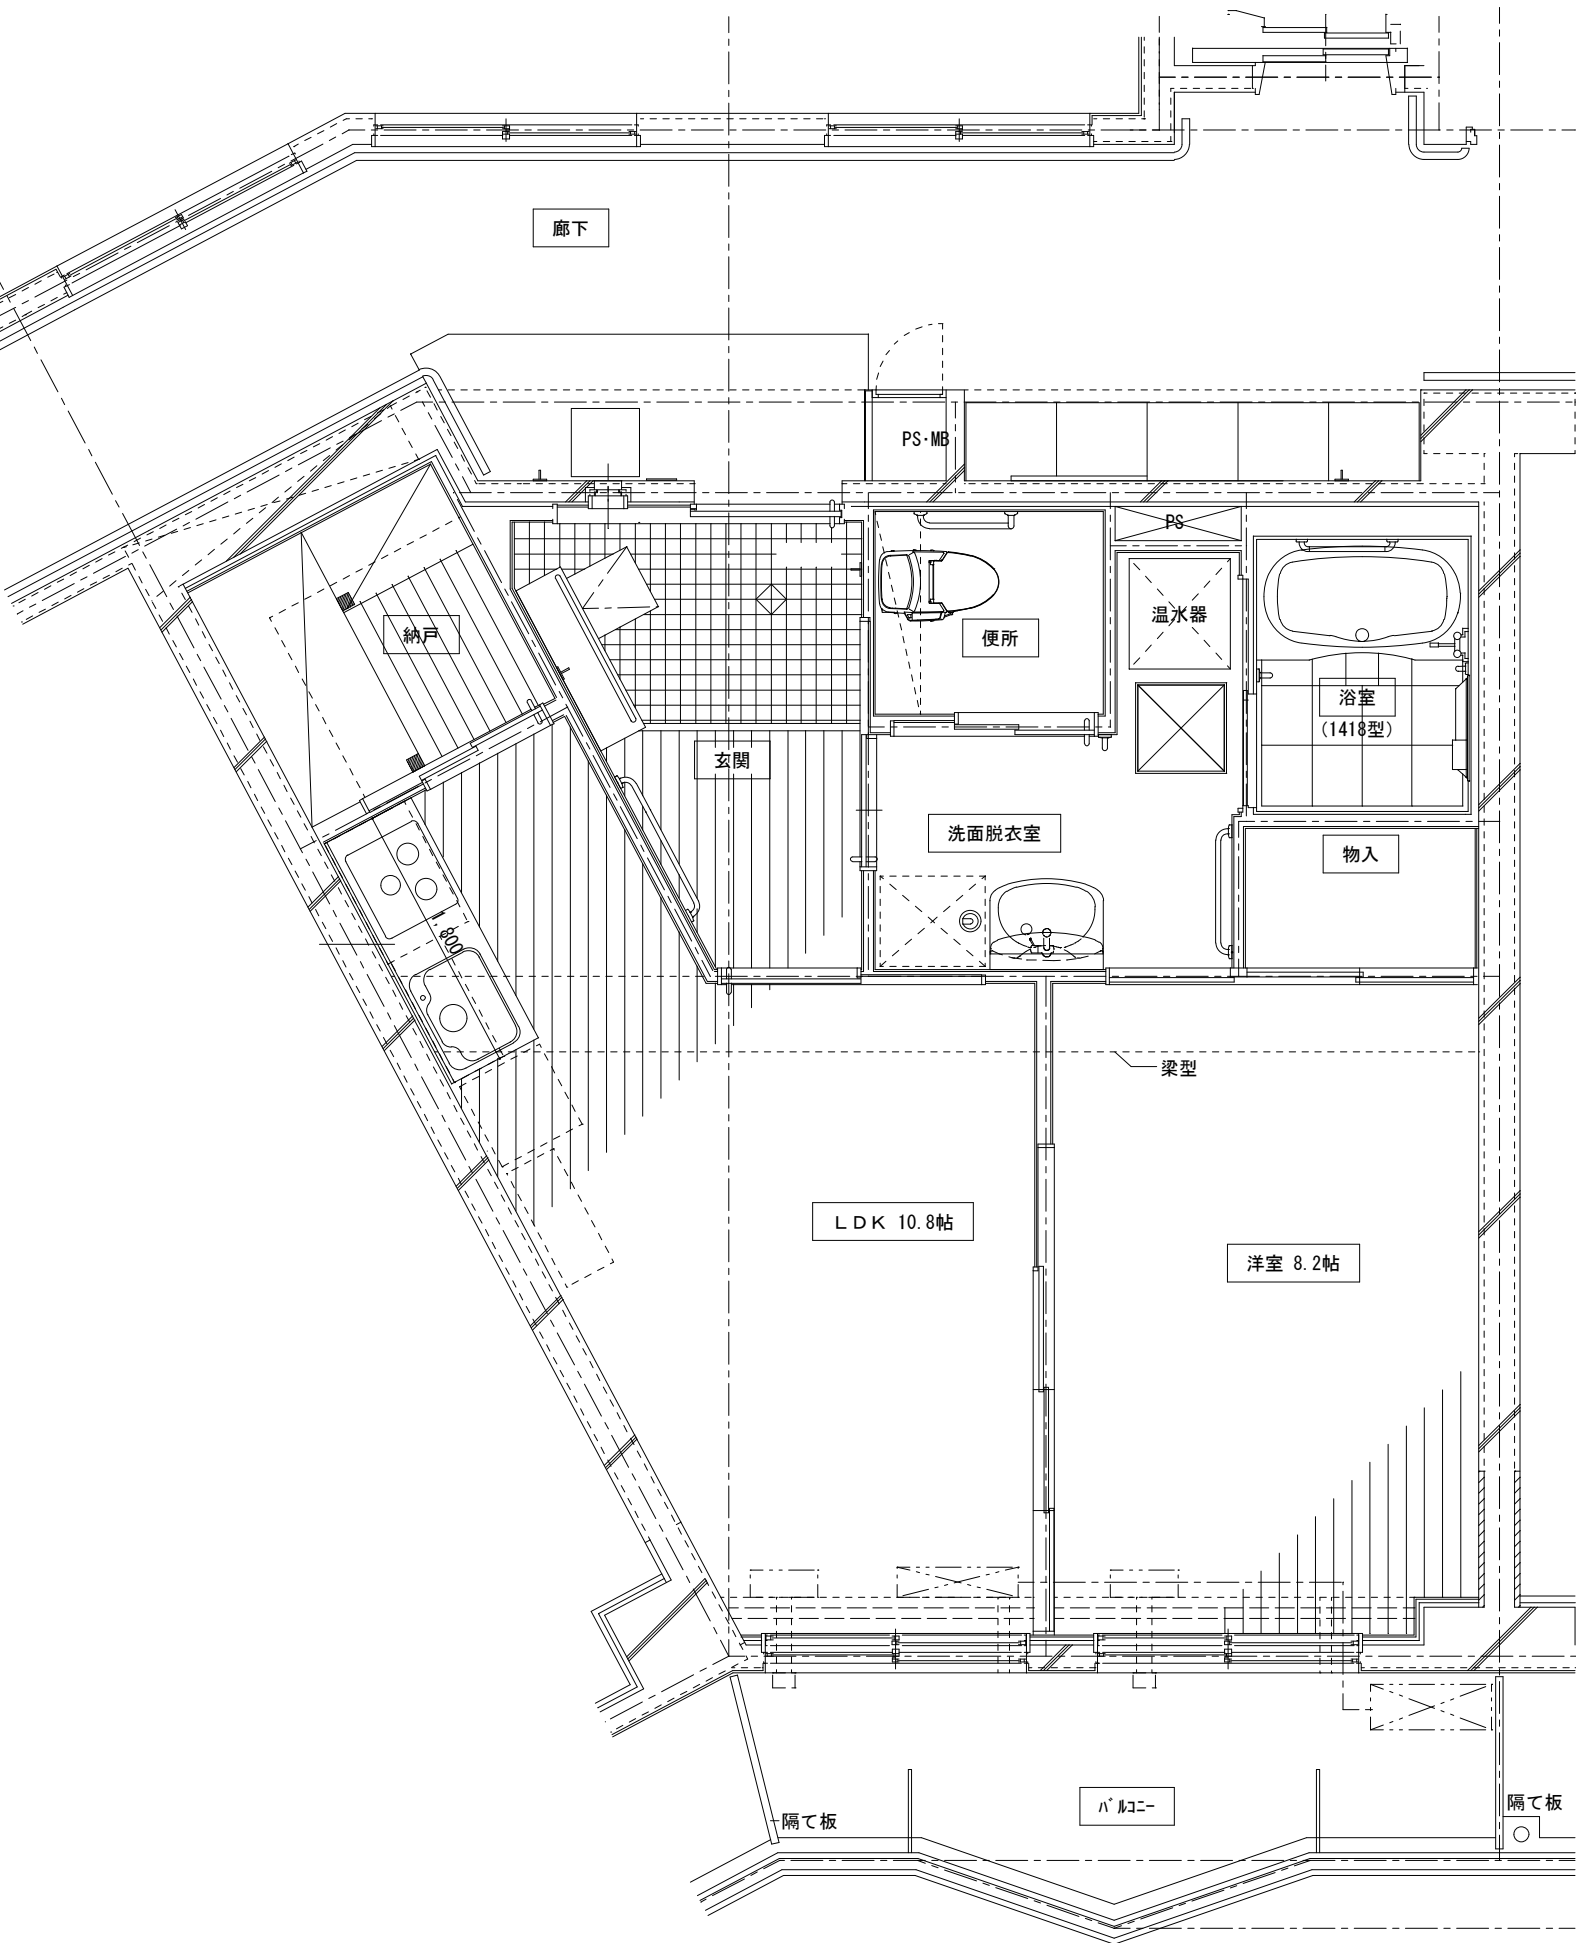 廊下
PS·MB
PS
納戸
便所
温水器
浴室
(1418型)
玄関
洗面脱衣室
物入
1,800
梁型
LDK 10.8帖
洋室 8.2帖
バルコニー
隔て板
隔て板